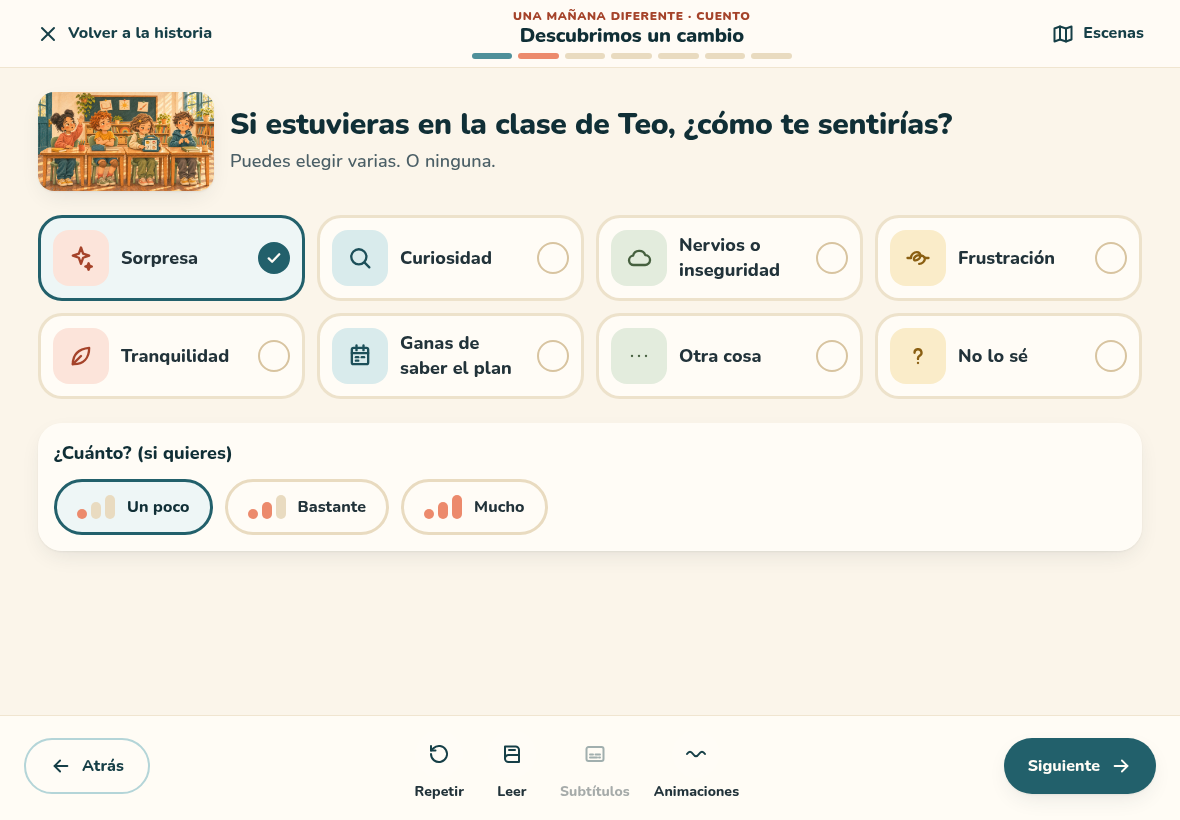 Volver a la historia
UNA MAÑANA DIFERENTE · CUENTO
Descubrimos un cambio
Escenas
Si estuvieras en la clase de Teo, ¿cómo te sentirías?
Puedes elegir varias. O ninguna.
Sorpresa
Curiosidad
Nervios o
inseguridad
Frustración
Tranquilidad
Ganas de
saber el plan
Otra cosa
?
No lo sé
¿Cuánto? (si quieres)
Un poco
Bastante
Mucho
Atrás
Repetir
Leer
Subtítulos
Animaciones
Siguiente